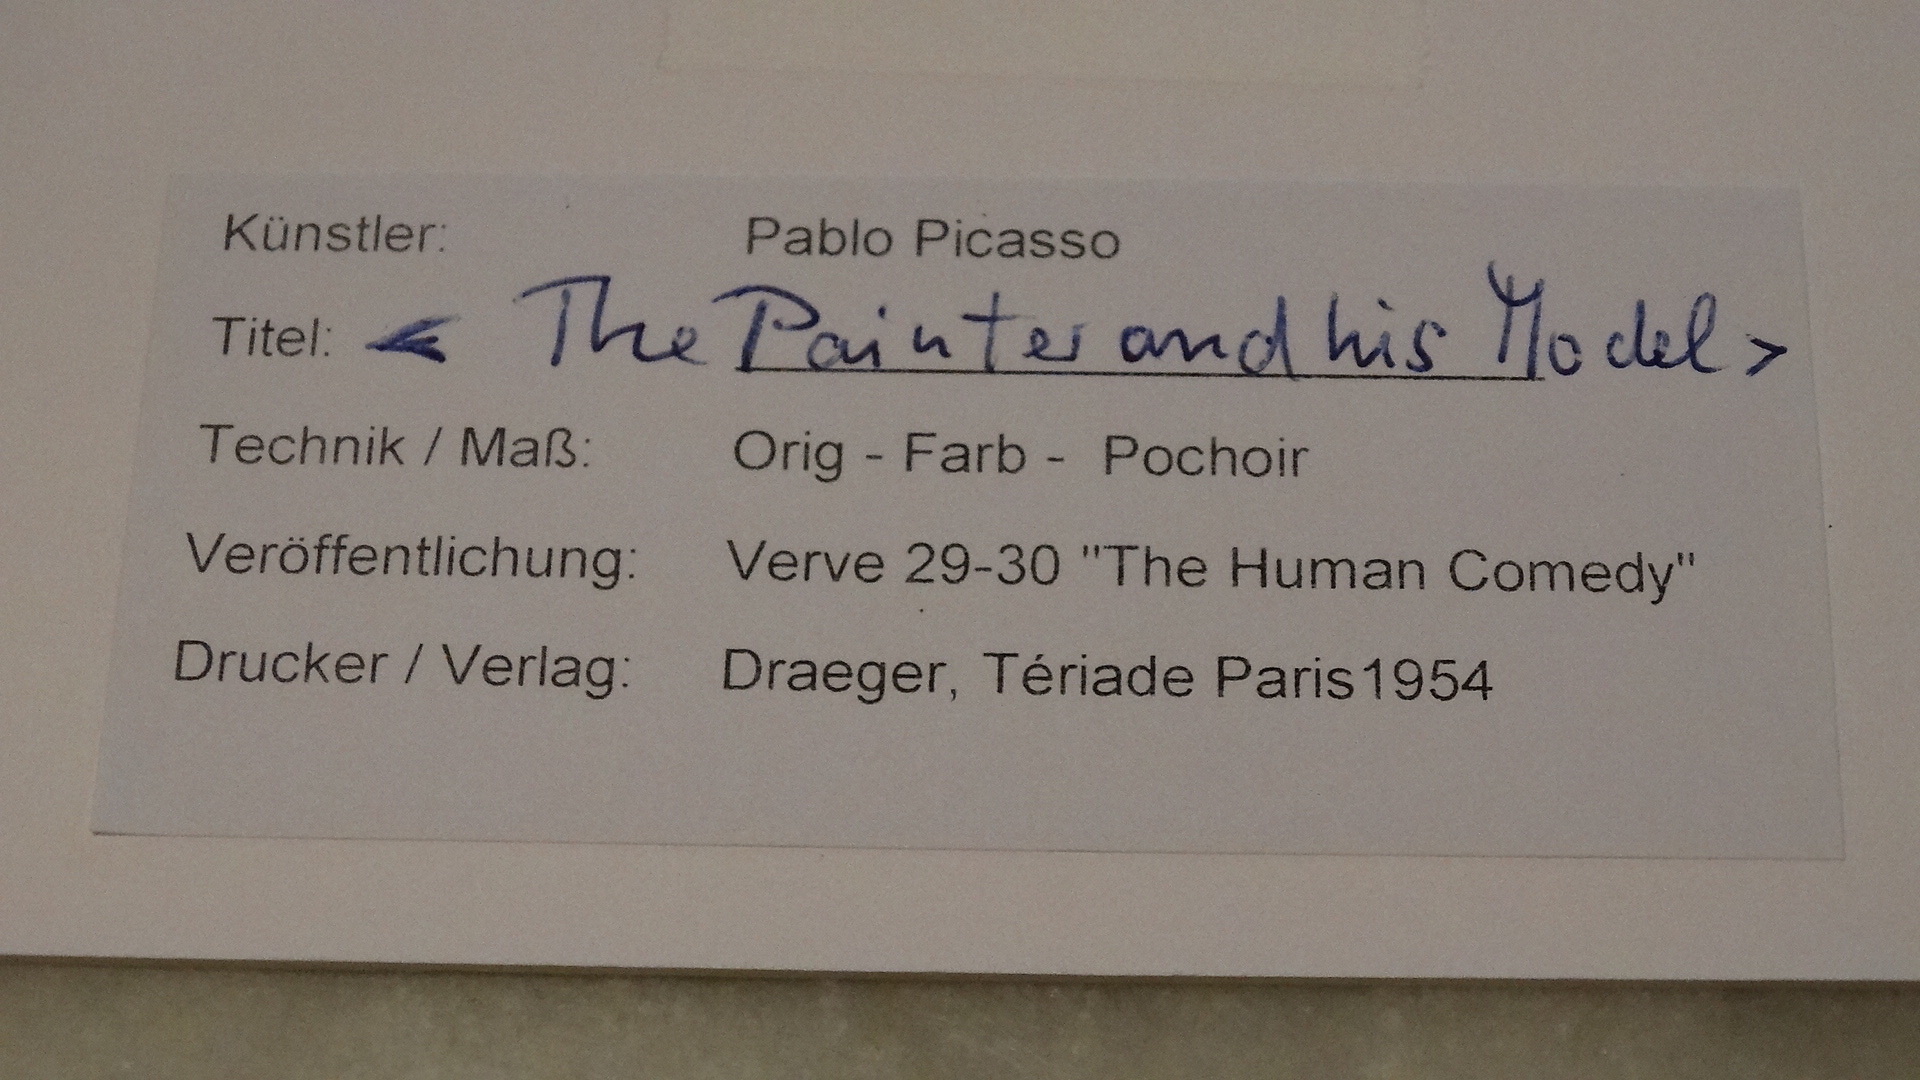 Künstler: Pablo Picasso
Titel: < The Painter and his Model >
Technik / Maß: Orig - Farb - Pochoir
Veröffentlichung: Verve 29-30 "The Human Comedy"
Drucker / Verlag: Draeger, Tériade Paris1954